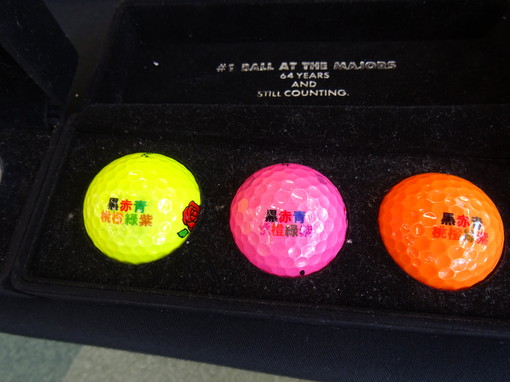 #1 BALL AT THE MAJORS
64 YEARS
AND
STILL COUNTING.
黒赤青
桃橙緑紫
黒赤青
桃橙緑紫
黒赤青
桃橙緑紫